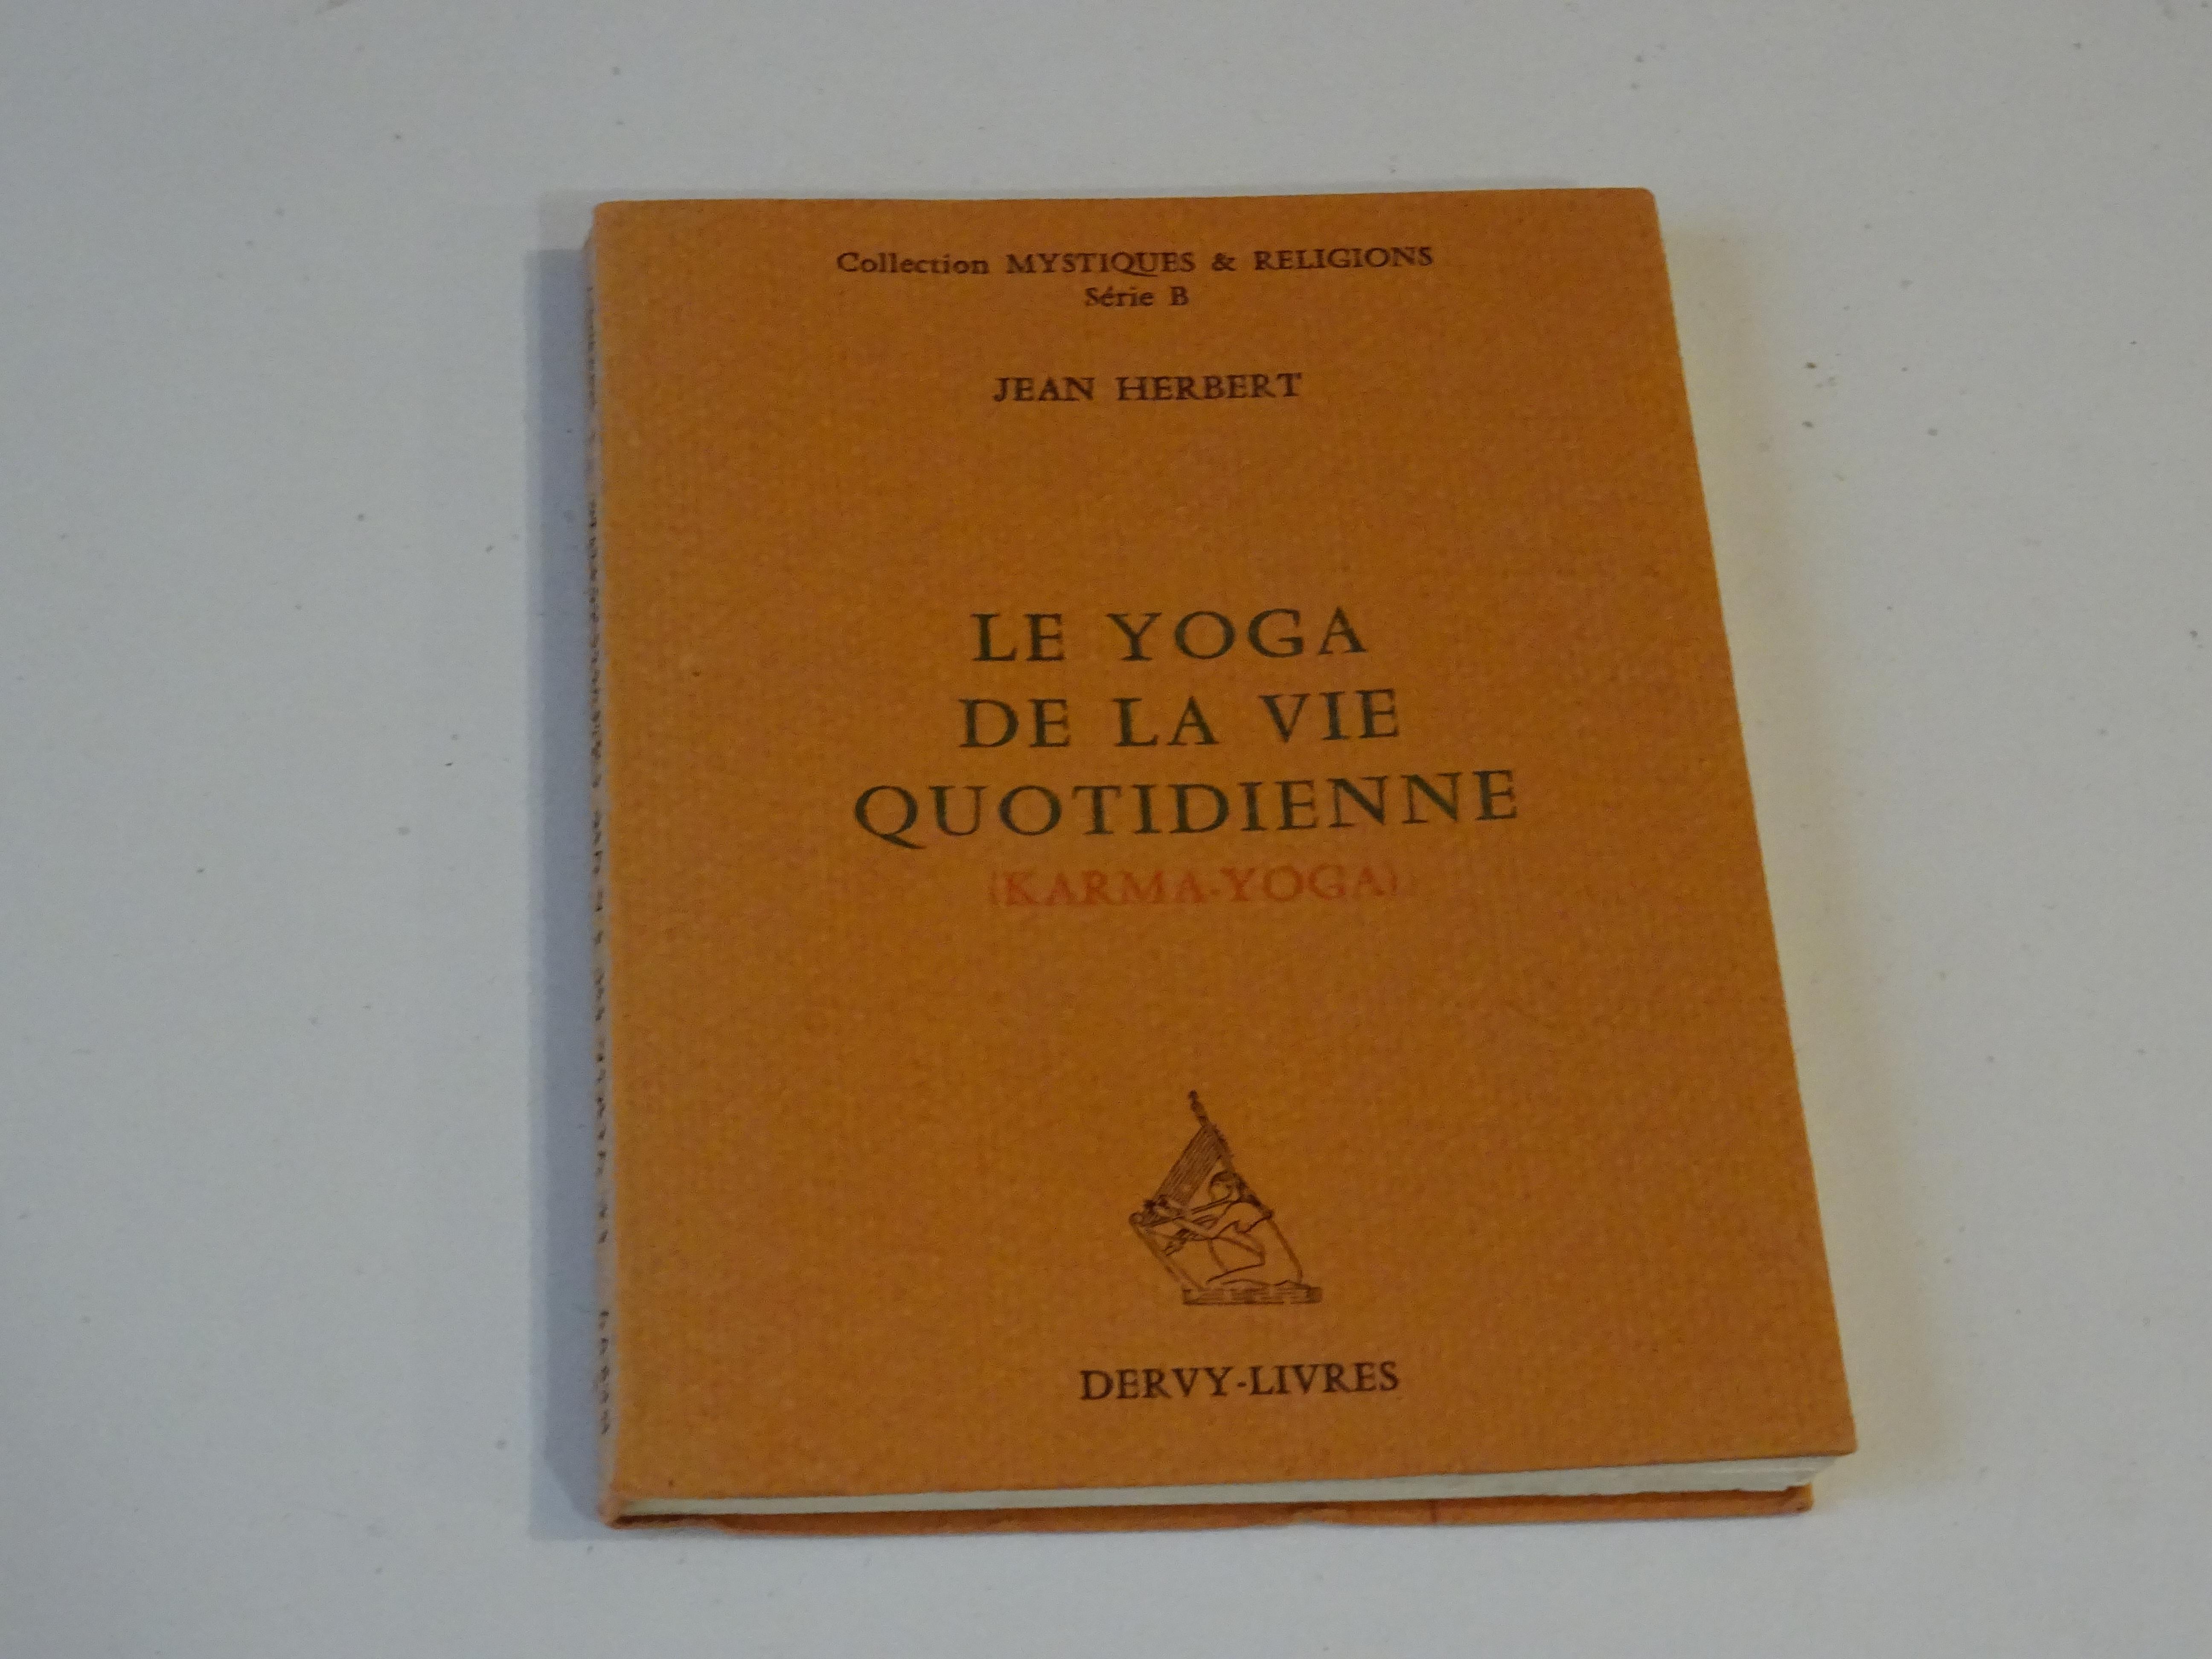 Collection MYSTIQUES & RELIGIONS
Série B
JEAN HERBERT
LE YOGA
DE LA VIE
QUOTIDIENNE
(KARMA-YOGA)
DERVY-LIVRES